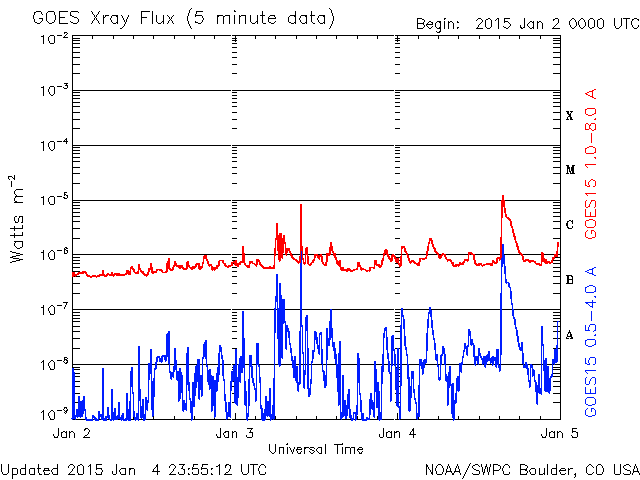 GOES Xray Flux (5 minute data)
Begin: 2015 Jan 2 0000 UTC
10-2
10-3
10-4
10-5
10-6
10-7
10-8
10-9
Watts m-2
X
M
C
B
A
GOES15 1.0-8.0 A
GOES15 0.5-4.0 A
Jan 2
Jan 3
Jan 4
Jan 5
Universal Time
Updated 2015 Jan 4 23:55:12 UTC
NOAA/SWPC Boulder, CO USA